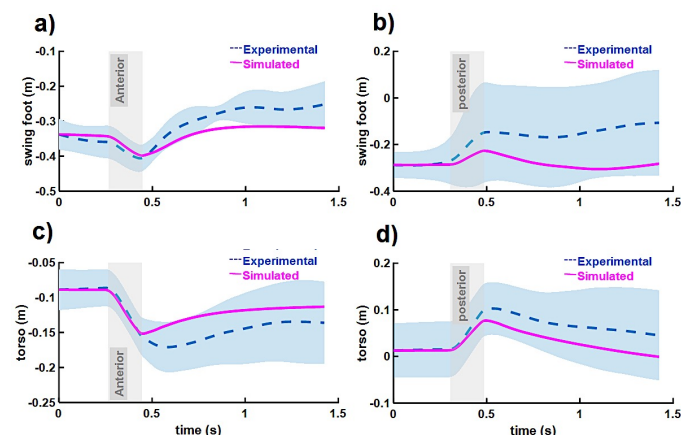 a)
-0.1
-0.2
-0.3
-0.4
-0.5
swing foot (m)
Anterior
Experimental
Simulated
0
0.5
1
1.5
b)
0.2
0
-0.2
-0.4
swing foot (m)
posterior
Experimental
Simulated
0
0.5
1
1.5
c)
-0.05
-0.1
-0.15
-0.2
-0.25
torso (m)
Anterior
Experimental
Simulated
0
0.5
1
1.5
time (s)
d)
0.2
0.1
0
-0.1
torso (m)
posterior
Experimental
Simulated
0
0.5
1
1.5
time (s)